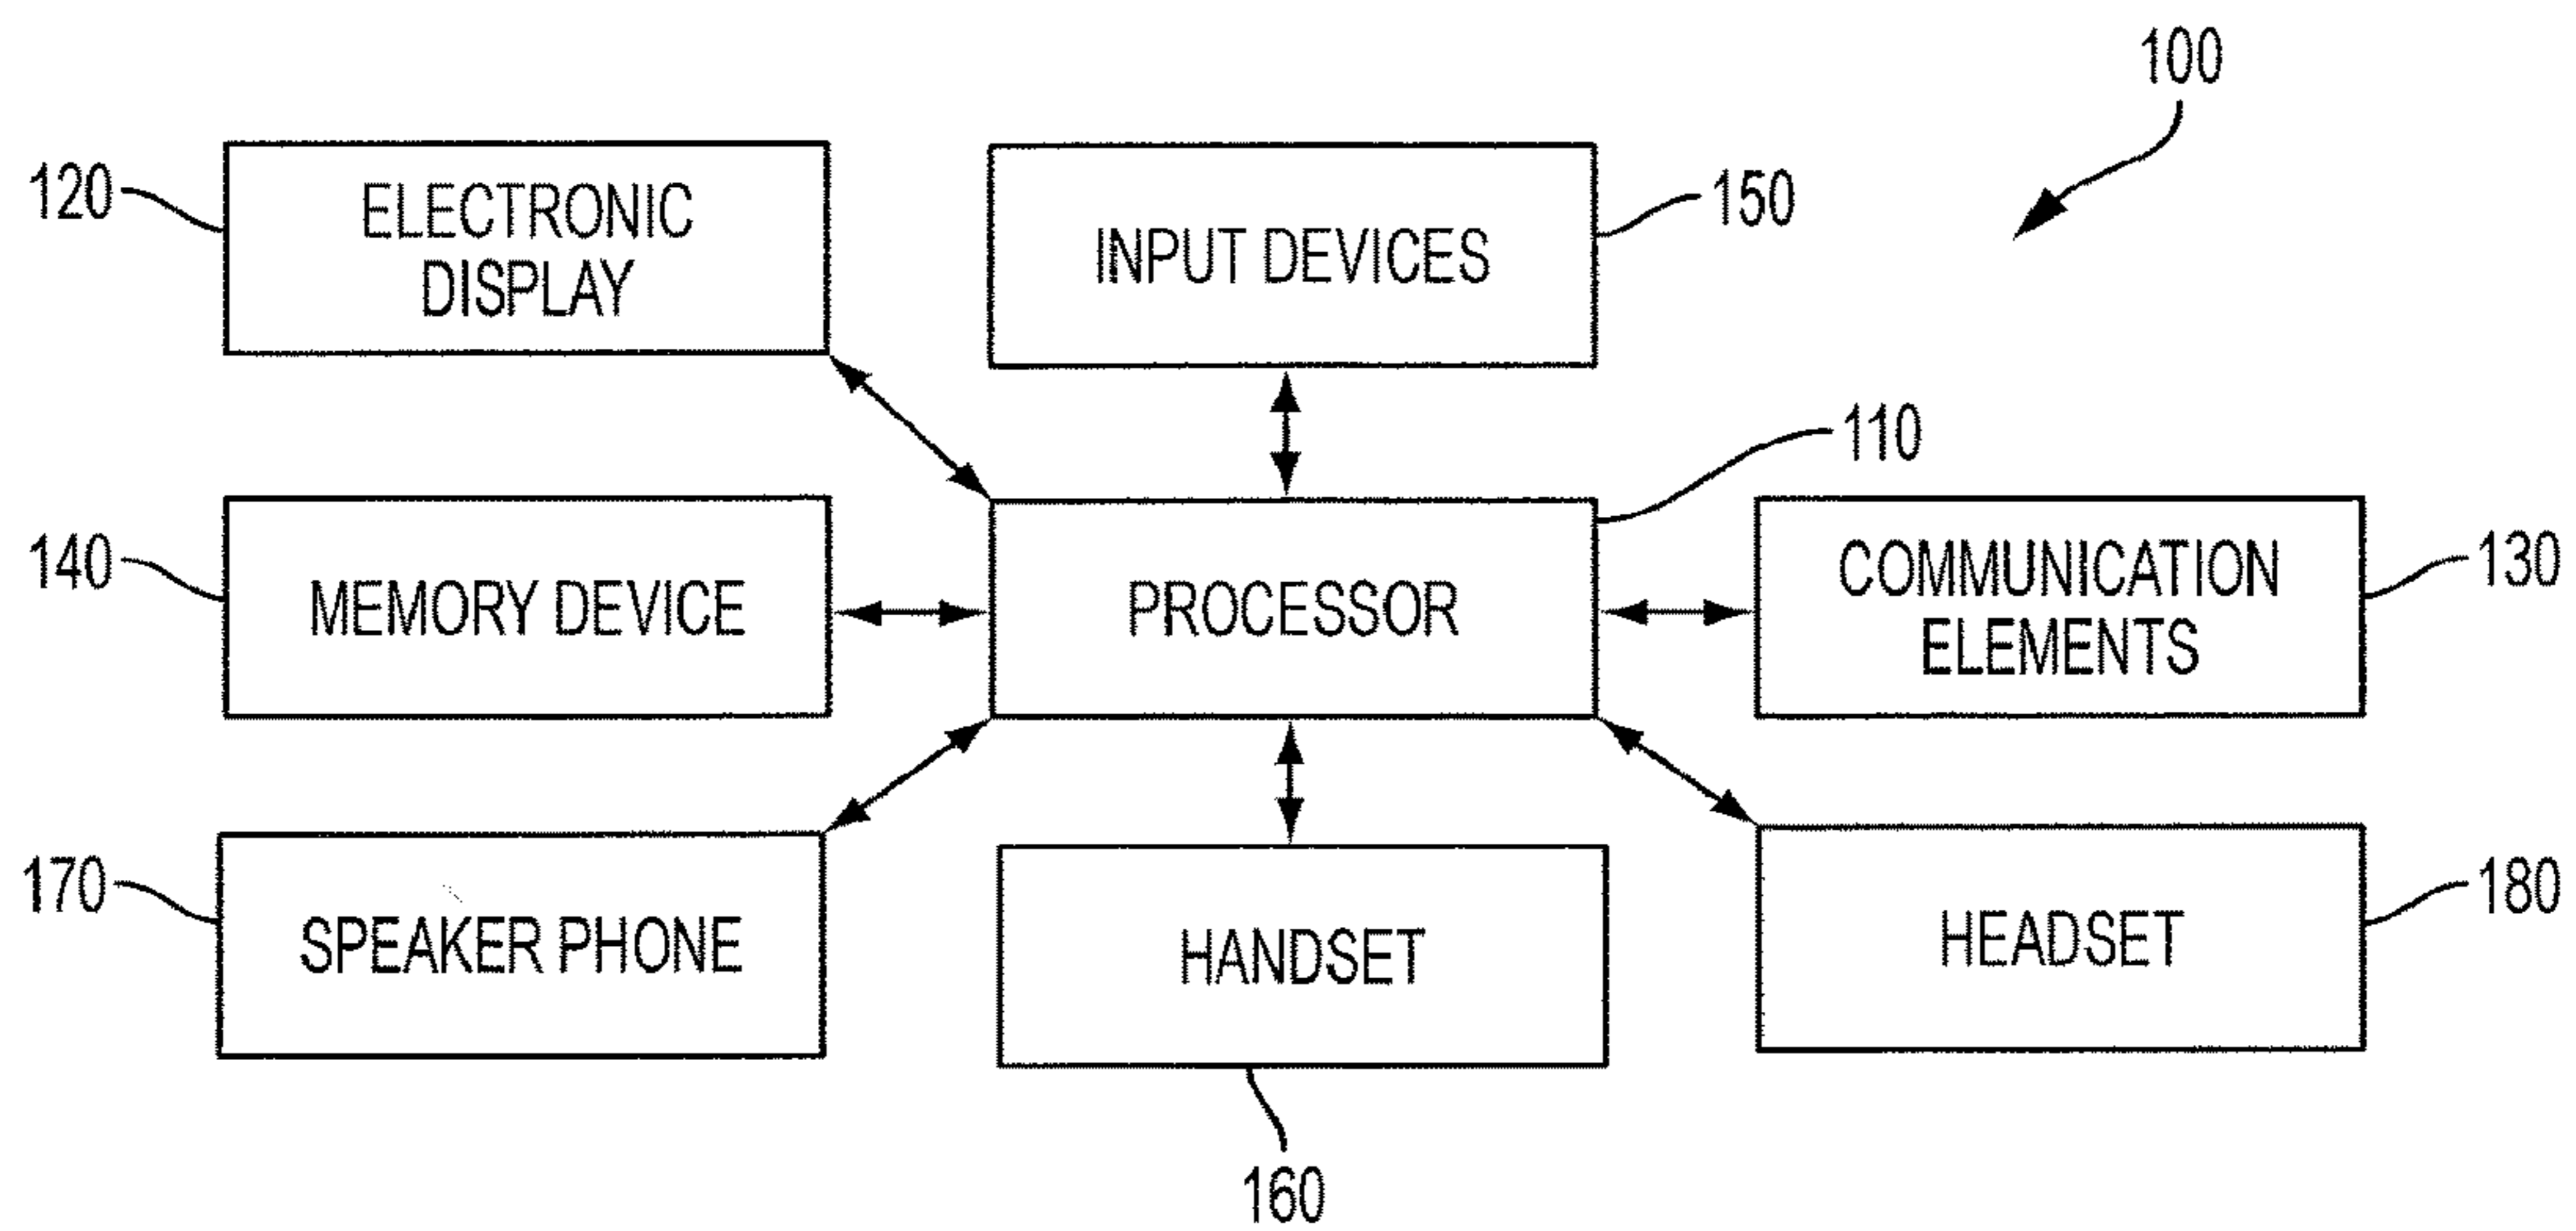 100
120
ELECTRONIC
DISPLAY
INPUT DEVICES
150
110
140
MEMORY DEVICE
PROCESSOR
COMMUNICATION
ELEMENTS
130
170
SPEAKER PHONE
HANDSET
HEADSET
180
160